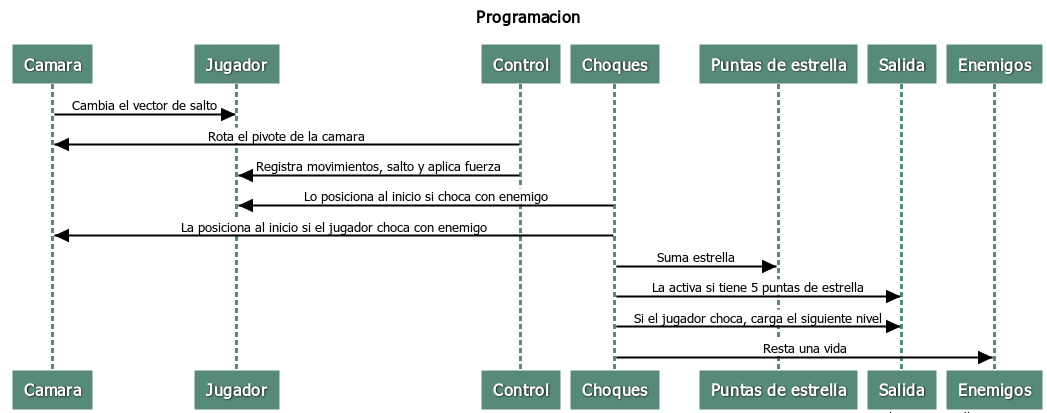 Programacion
Camara Jugador Control Choques Puntas de estrella Salida Enemigos
Cambia el vector de salto
Rota el pivote de la camara
Registra movimientos, salto y aplica fuerza
Lo posiciona al inicio si choca con enemigo
La posiciona al inicio si el jugador choca con enemigo
Suma estrella
La activa si tiene 5 puntas de estrella
Si el jugador choca, carga el siguiente nivel
Resta una vida
Camara Jugador Control Choques Puntas de estrella Salida Enemigos